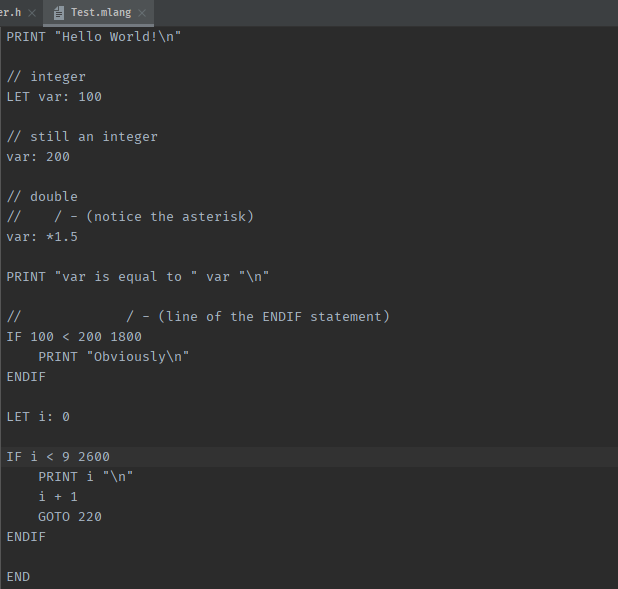 er.h × Test.mlang ×
PRINT "Hello World!\n"
// integer
LET var: 100
// still an integer
var: 200
// double
//    / - (notice the asterisk)
var: *1.5
PRINT "var is equal to " var "\n"
//             / - (line of the ENDIF statement)
IF 100 < 200 1800
    PRINT "Obviously\n"
ENDIF
LET i: 0
IF i < 9 2600
    PRINT i "\n"
    i + 1
    GOTO 220
ENDIF
END